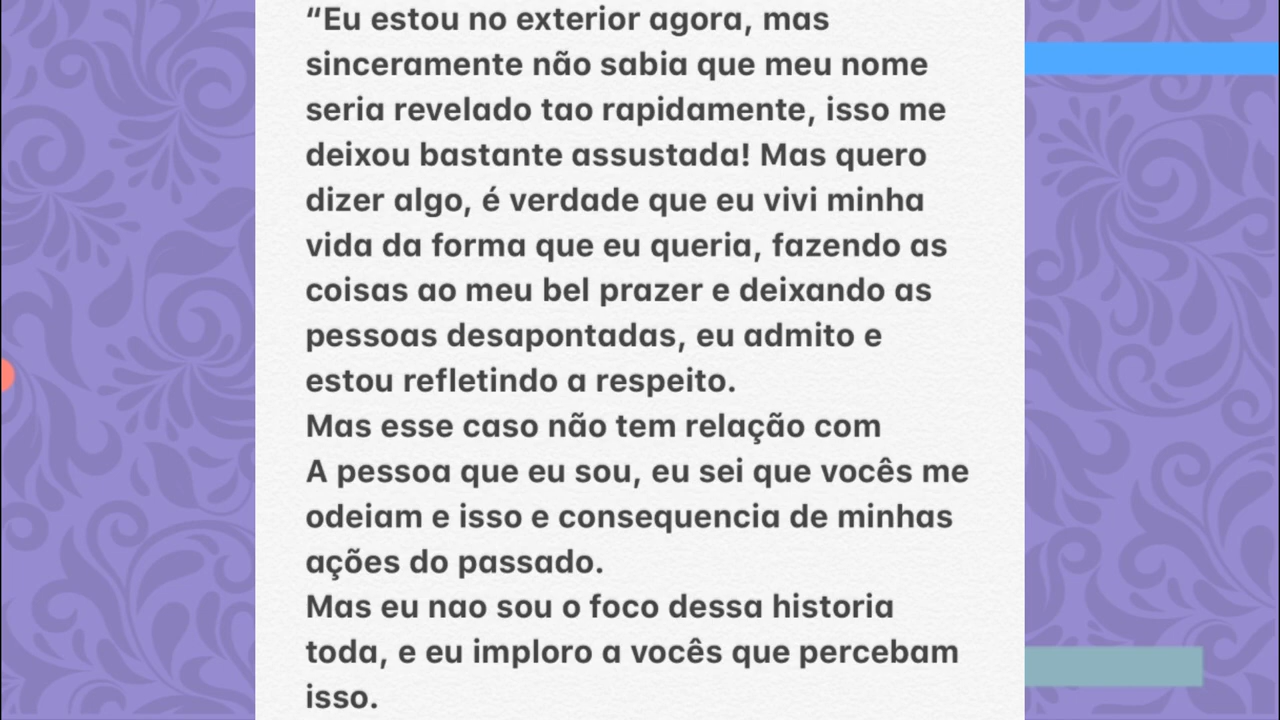 “Eu estou no exterior agora, mas
sinceramente não sabia que meu nome
seria revelado tao rapidamente, isso me
deixou bastante assustada! Mas quero
dizer algo, é verdade que eu vivi minha
vida da forma que eu queria, fazendo as
coisas ao meu bel prazer e deixando as
pessoas desapontadas, eu admito e
estou refletindo a respeito.
Mas esse caso não tem relação com
A pessoa que eu sou, eu sei que vocês me
odeiam e isso e consequencia de minhas
ações do passado.
Mas eu nao sou o foco dessa historia
toda, e eu imploro a vocês que percebam
isso.